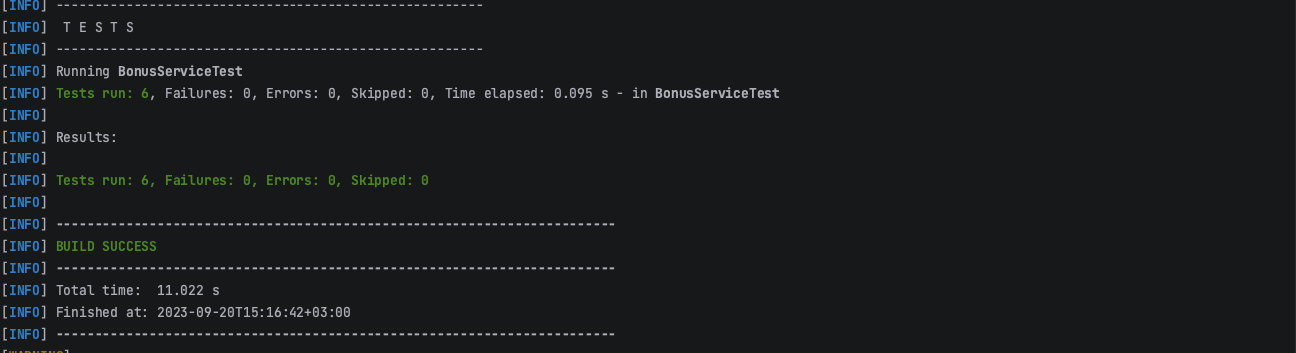 [INFO] -------------------------------------------------------
[INFO]  T E S T S
[INFO] -------------------------------------------------------
[INFO] Running BonusServiceTest
[INFO] Tests run: 6, Failures: 0, Errors: 0, Skipped: 0, Time elapsed: 0.095 s - in BonusServiceTest
[INFO]
[INFO] Results:
[INFO]
[INFO] Tests run: 6, Failures: 0, Errors: 0, Skipped: 0
[INFO]
[INFO] ------------------------------------------------------------------------
[INFO] BUILD SUCCESS
[INFO] ------------------------------------------------------------------------
[INFO] Total time:  11.022 s
[INFO] Finished at: 2023-09-20T15:16:42+03:00
[INFO] ------------------------------------------------------------------------
[WARNING]